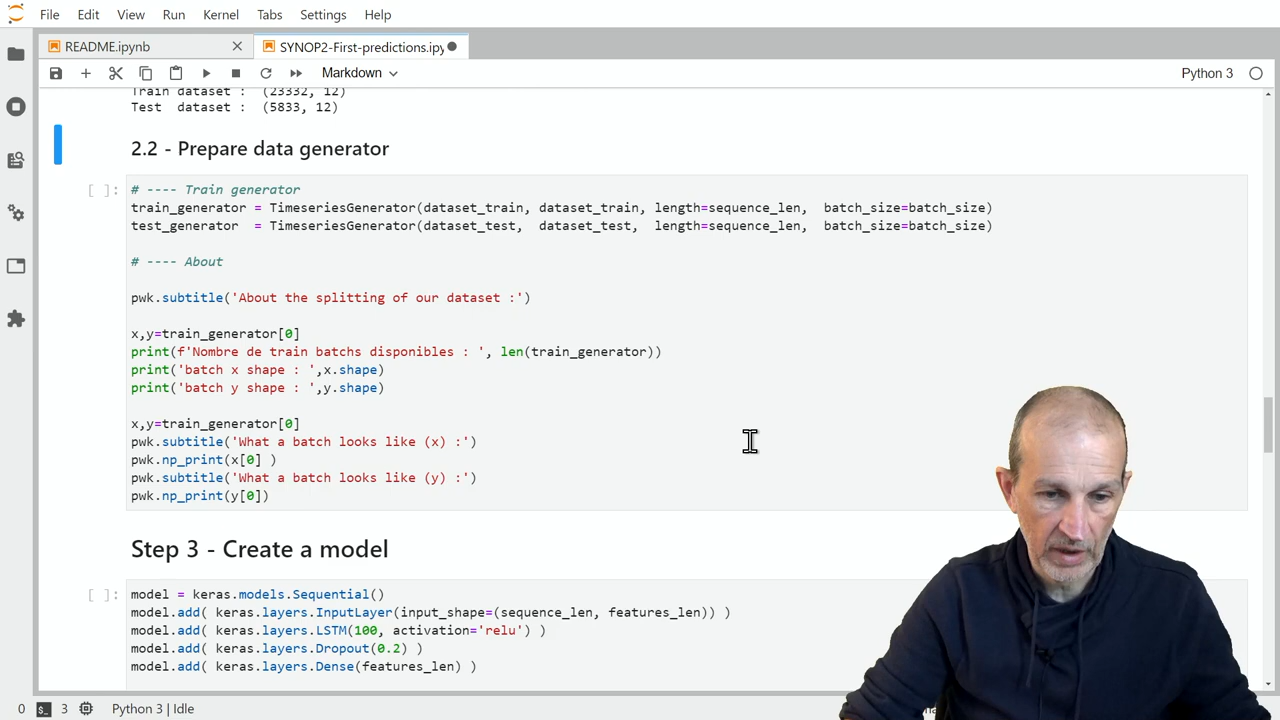 File Edit View Run Kernel Tabs Settings Help
README.ipynb SYNOP2-First-predictions.ipy
Markdown Python 3
Train dataset :  (23332, 12)
Test  dataset :  (5833, 12)
2.2 - Prepare data generator
[ ]: # ---- Train generator
train_generator = TimeseriesGenerator(dataset_train, dataset_train, length=sequence_len,  batch_size=batch_size)
test_generator  = TimeseriesGenerator(dataset_test,  dataset_test,  length=sequence_len,  batch_size=batch_size)
# ---- About
pwk.subtitle('About the splitting of our dataset :')
x,y=train_generator[0]
print(f'Nombre de train batchs disponibles : ', len(train_generator))
print('batch x shape : ',x.shape)
print('batch y shape : ',y.shape)
x,y=train_generator[0]
pwk.subtitle('What a batch looks like (x) :')
pwk.np_print(x[0] )
pwk.subtitle('What a batch looks like (y) :')
pwk.np_print(y[0])
Step 3 - Create a model
[ ]: model = keras.models.Sequential()
model.add( keras.layers.InputLayer(input_shape=(sequence_len, features_len)) )
model.add( keras.layers.LSTM(100, activation='relu') )
model.add( keras.layers.Dropout(0.2) )
model.add( keras.layers.Dense(features_len) )
0 3 Python 3 | Idle